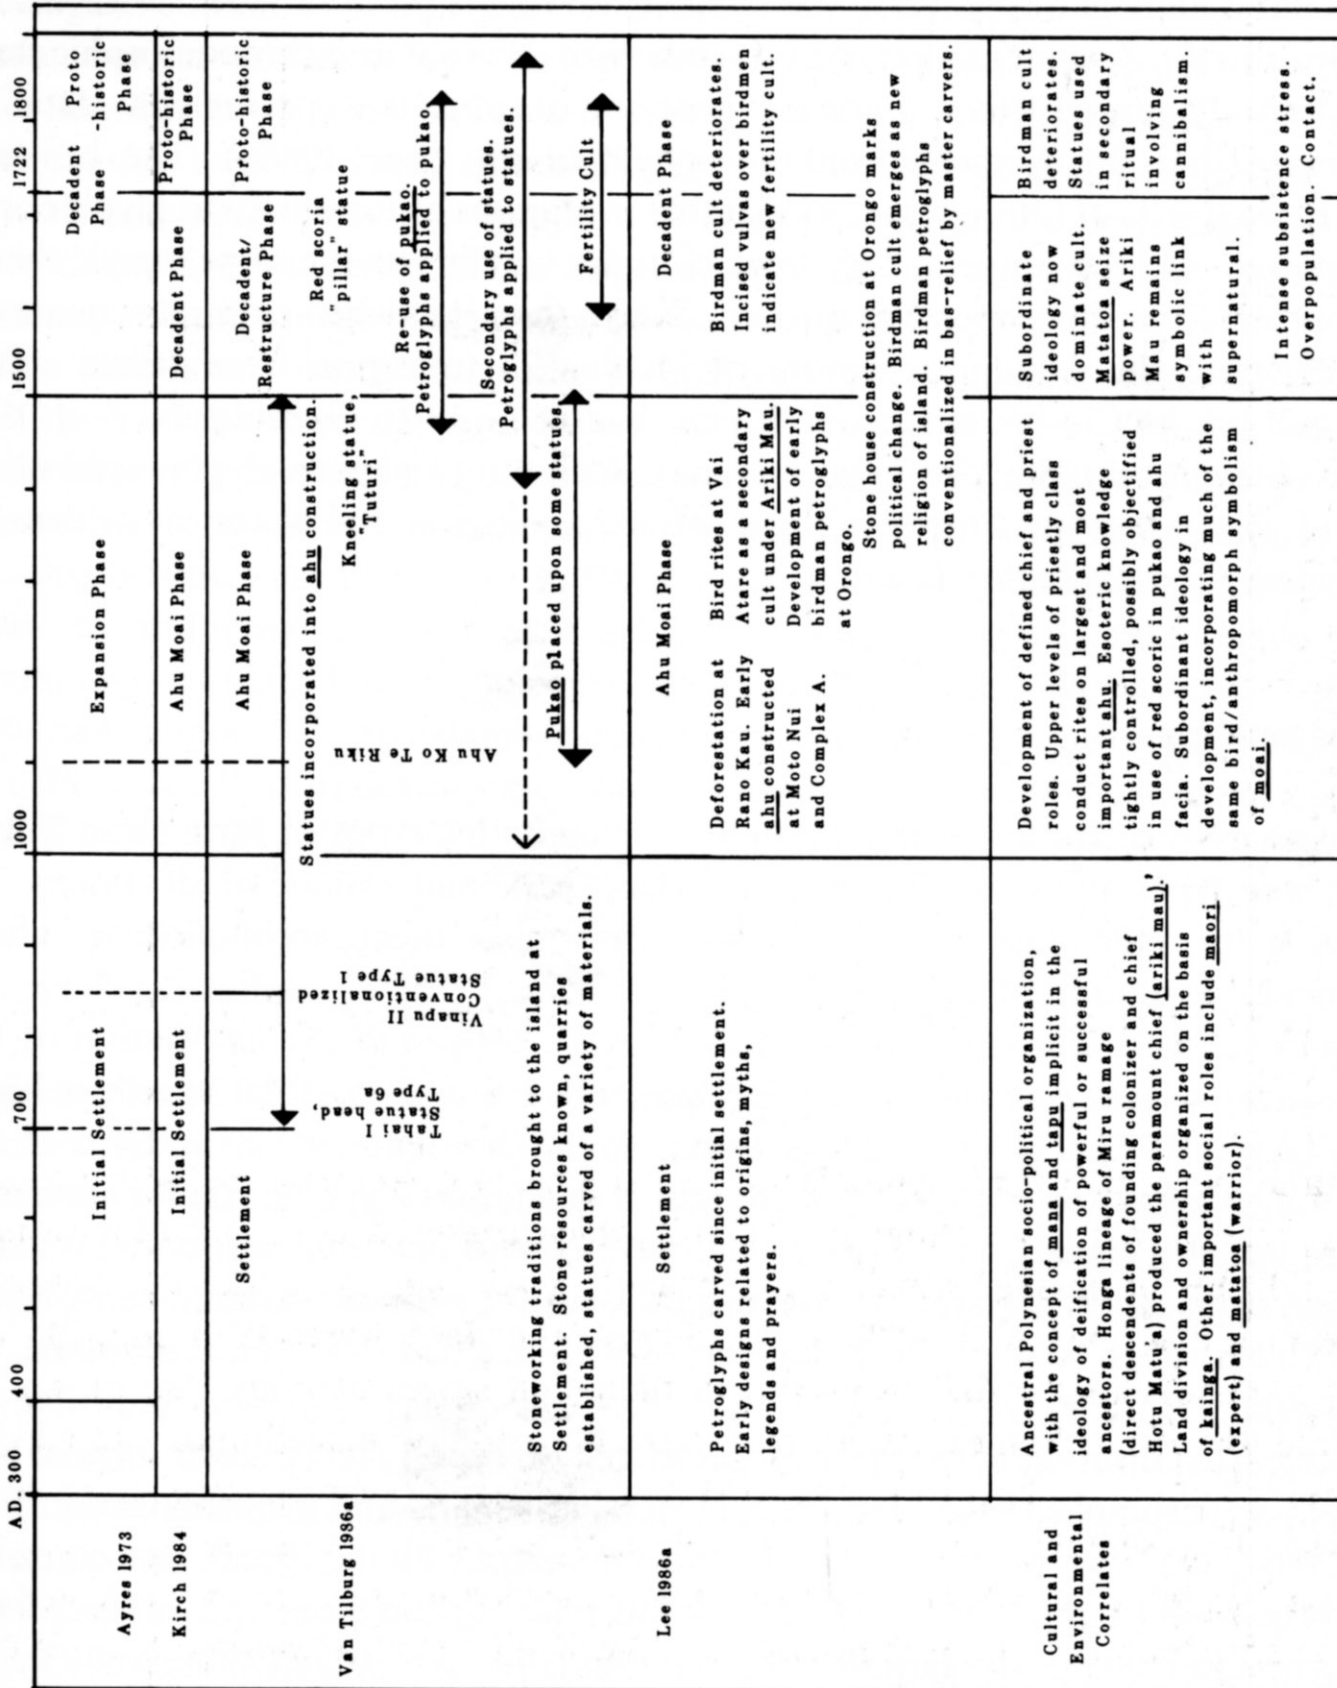 A.D. 300
400
700
1000
1500
1722
1800
Ayres 1973
Initial Settlement
Expansion Phase
Decadent
Phase
Proto
-historic
Phase
Kirch 1984
Initial Settlement
Ahu Moai Phase
Decadent Phase
Proto-historic
Phase
Van Tilburg 1986a
Settlement
Ahu Moai Phase
Decadent/
Restructure Phase
Proto-historic
Phase
Statues incorporated into ahu construction.
Tahai I
Statue head,
Type 6a
Vinapu II
Conventionalized
Statue Type 1
Ahu Ko Te Riku
Kneeling statue,
"Tuturi"
Red scoria
"pillar" statue
Re-use of pukao.
Petroglyphs applied to pukao.
Secondary use of statues.
Petroglyphs applied to statues.
Stoneworking traditions brought to the island at
Settlement. Stone resources known, quarries
established, statues carved of a variety of materials.
Pukao placed upon some statues.
Fertility Cult
Lee 1986a
Settlement
Ahu Moai Phase
Decadent Phase
Petroglyphs carved since initial settlement.
Early designs related to origins, myths,
legends and prayers.
Deforestation at
Rano Kau. Early
ahu constructed
at Moto Nui
and Complex A.
Bird rites at Vai
Atare as a secondary
cult under Ariki Mau.
Development of early
birdman petroglyphs
at Orongo.
Birdman cult deteriorates.
Incised vulvas over birdmen
indicate new fertility cult.
Stone house construction at Orongo marks
political change. Birdman cult emerges as new
religion of island. Birdman petroglyphs
conventionalized in bas-relief by master carvers.
Cultural and
Environmental
Correlates
Ancestral Polynesian socio-political organization,
with the concept of mana and tapu implicit in the
ideology of deification of powerful or successful
ancestors. Honga lineage of Miru ramage
(direct descendents of founding colonizer and chief
Hotu Matu'a) produced the paramount chief (ariki mau).'
Land division and ownership organized on the basis
of kainga. Other important social roles include maori
(expert) and matatoa (warrior).
Development of defined chief and priest
roles. Upper levels of priestly class
conduct rites on largest and most
important ahu. Esoteric knowledge
tightly controlled, possibly objectified
in use of red scoric in pukao and ahu
facia. Subordinant ideology in
development, incorporating much of the
same bird/anthropomorph symbolism
of moai.
Subordinate
ideology now
dominate cult.
Matatoa seize
power. Ariki
Mau remains
symbolic link
with
supernatural.
Birdman cult
deteriorates.
Statues used
in secondary
ritual
involving
cannibalism.
Intense subsistence stress.
Overpopulation. Contact.